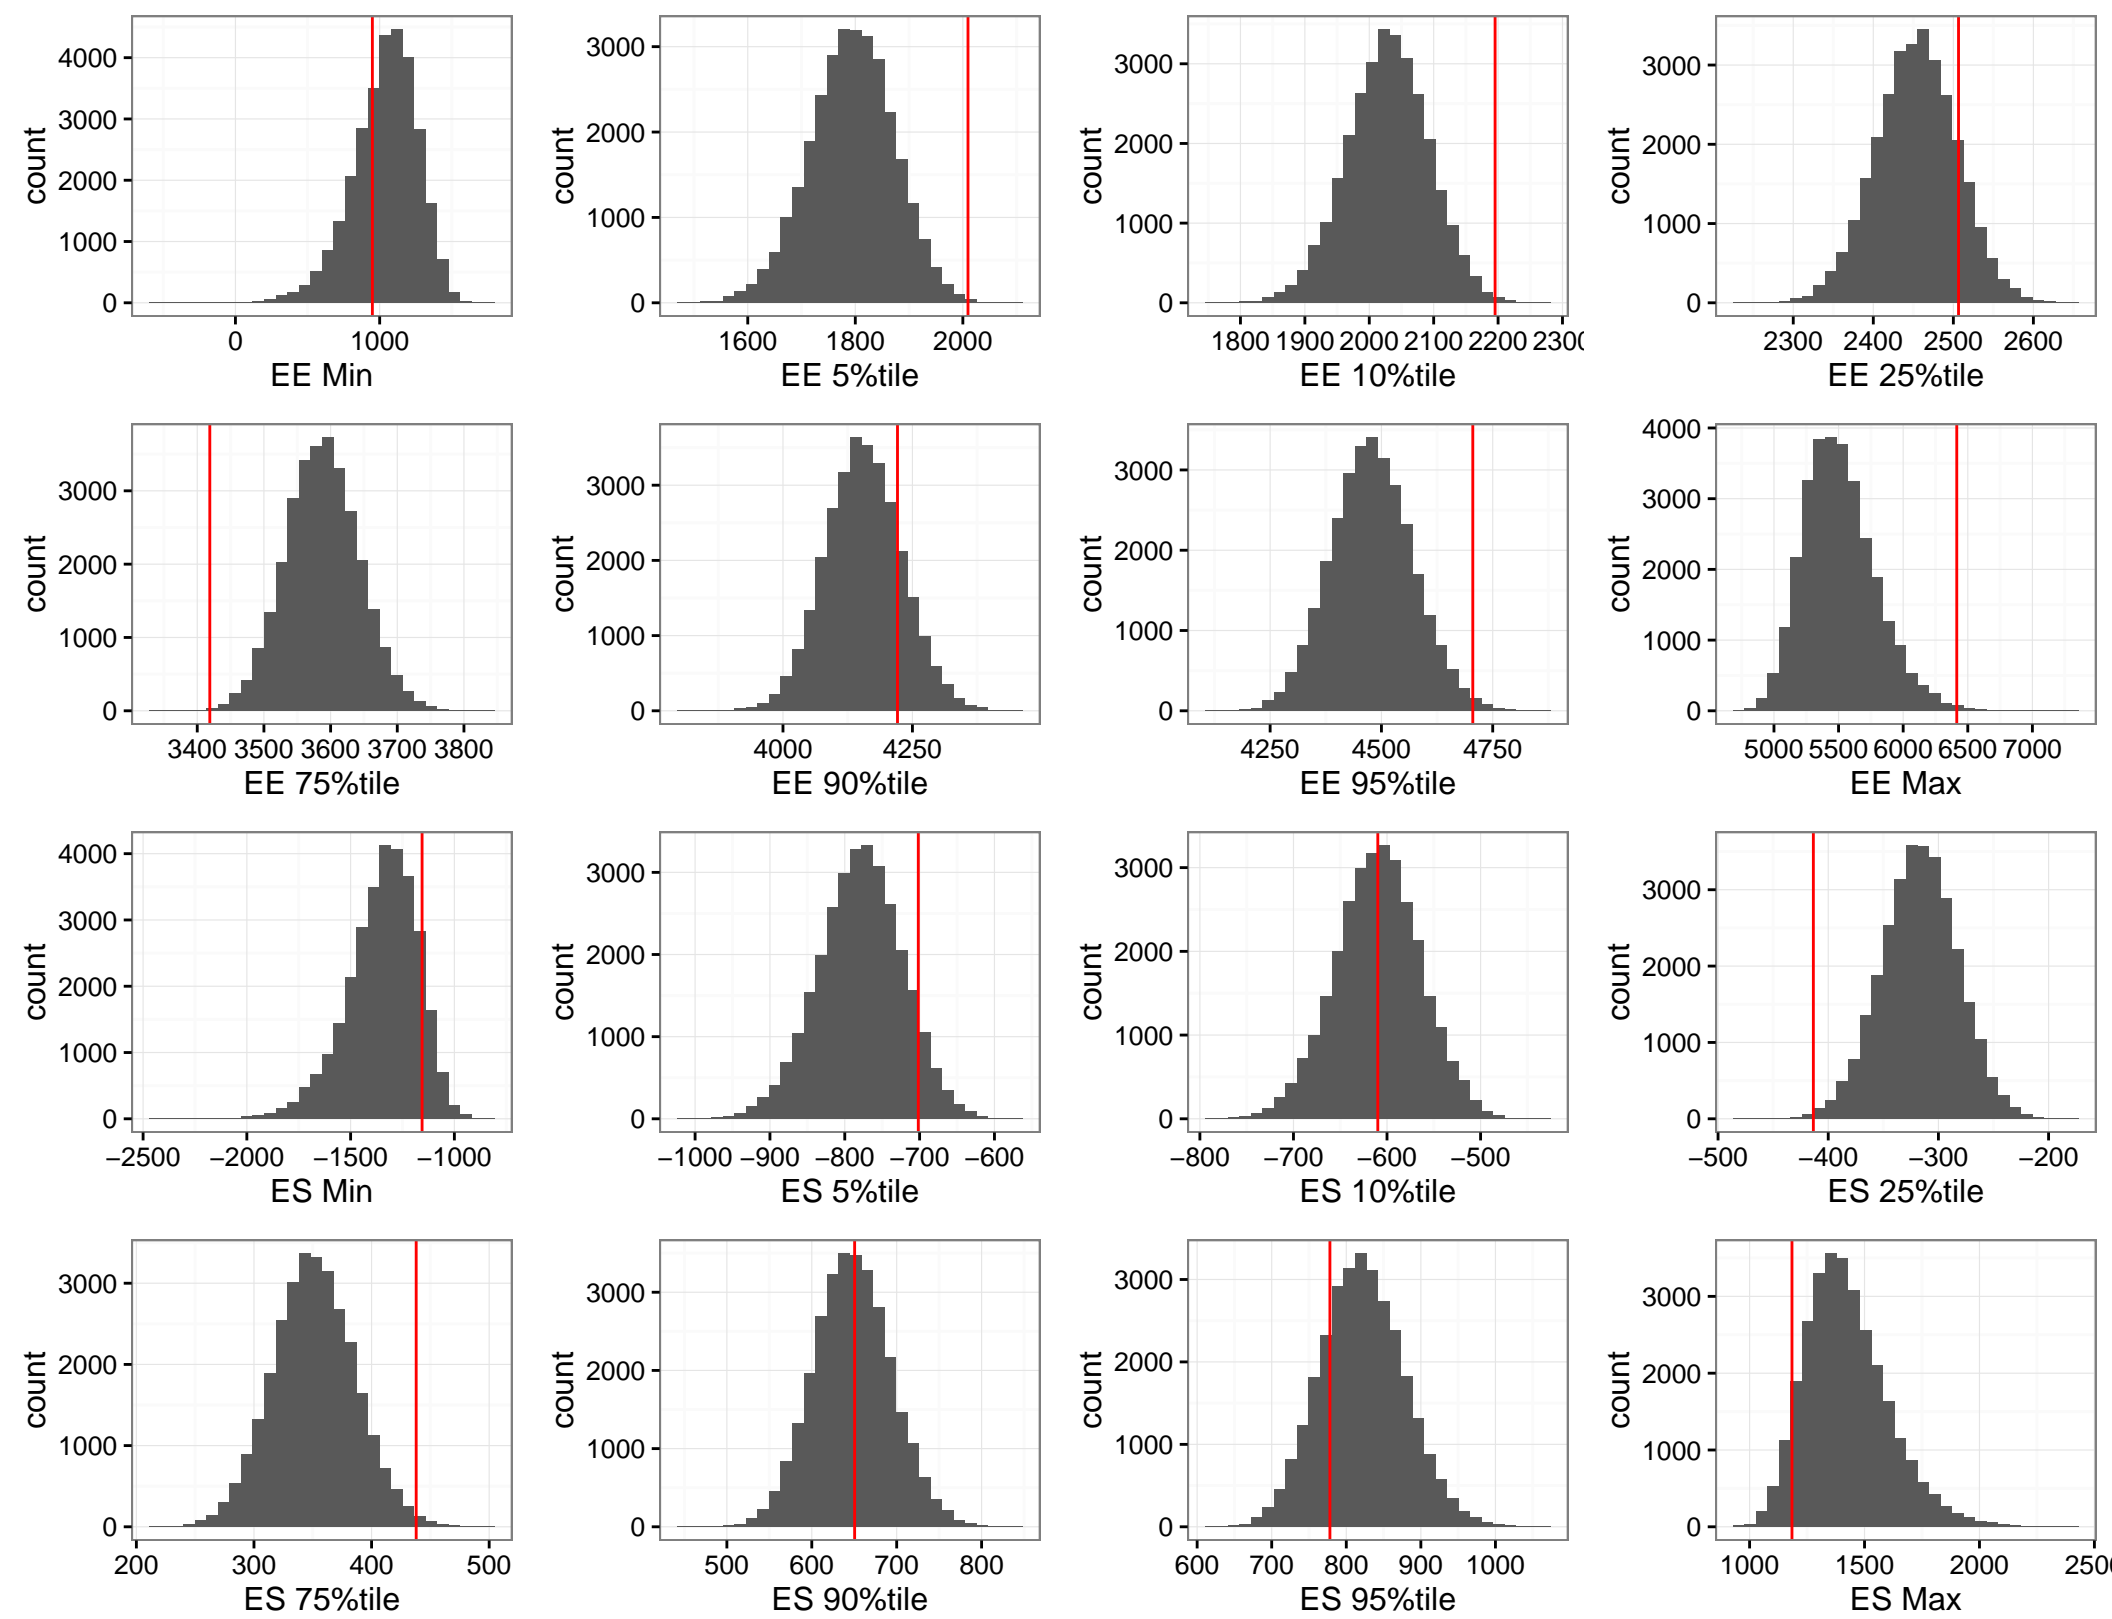 4000
3000
2000
1000
0
count
0 1000
EE Min
3000
2000
1000
0
count
1600 1800 2000
EE 5%tile
3000
2000
1000
0
count
1800 1900 2000 2100 2200 2300
EE 10%tile
3000
2000
1000
0
count
2300 2400 2500 2600
EE 25%tile
3000
2000
1000
0
count
3400 3500 3600 3700 3800
EE 75%tile
3000
2000
1000
0
count
4000 4250
EE 90%tile
3000
2000
1000
0
count
4250 4500 4750
EE 95%tile
4000
3000
2000
1000
0
count
5000 5500 6000 6500 7000
EE Max
4000
3000
2000
1000
0
count
−2500 −2000 −1500 −1000
ES Min
3000
2000
1000
0
count
−1000 −900 −800 −700 −600
ES 5%tile
3000
2000
1000
0
count
−800 −700 −600 −500
ES 10%tile
3000
2000
1000
0
count
−500 −400 −300 −200
ES 25%tile
3000
2000
1000
0
count
200 300 400 500
ES 75%tile
3000
2000
1000
0
count
500 600 700 800
ES 90%tile
3000
2000
1000
0
count
600 700 800 900 1000
ES 95%tile
3000
2000
1000
0
count
1000 1500 2000 2500
ES Max